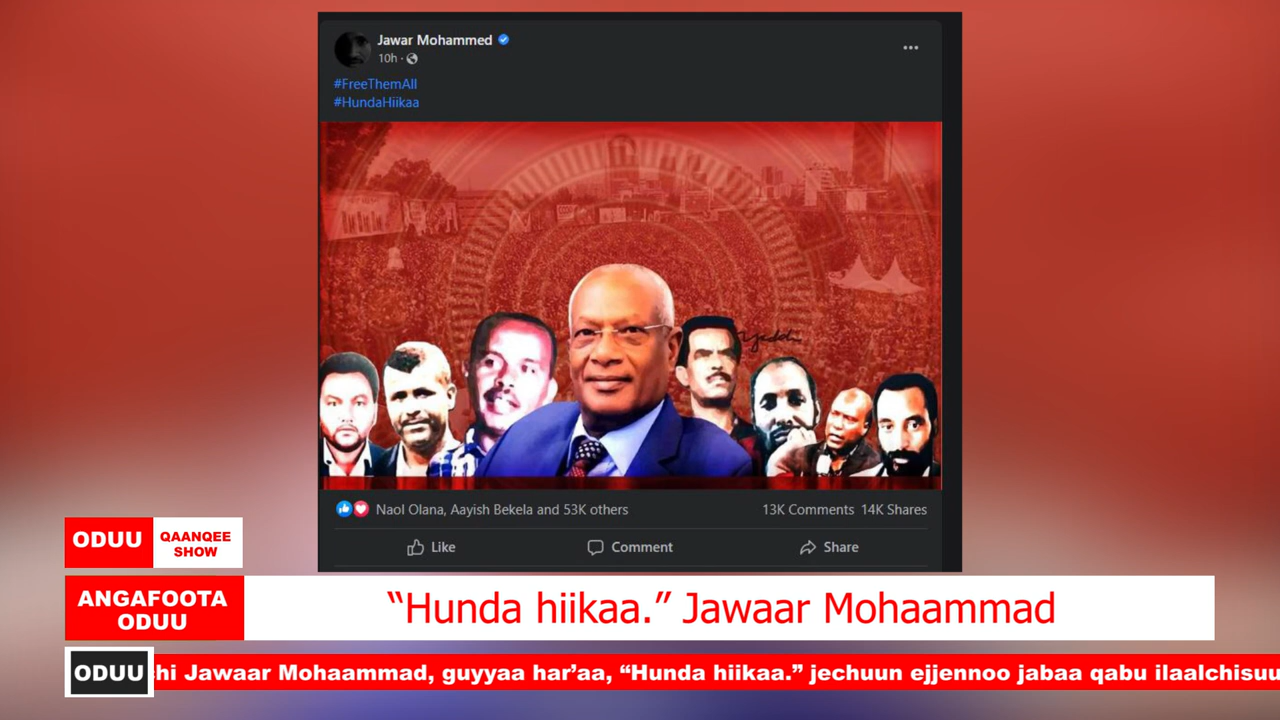 Jawar Mohammed
10h ·
#FreeThemAll
#HundaHiikaa
Naol Olana, Aayish Bekela and 53K others
13K Comments 14K Shares
Like
Comment
Share
ODUU
QAANQEE
SHOW
ANGAFOOTA
ODUU
“Hunda hiikaa.” Jawaar Mohaammad
ODUU
hi Jawaar Mohaammad, guyyaa har’aa, “Hunda hiikaa.” jechuun ejjennoo jabaa qabu ilaalchisuu